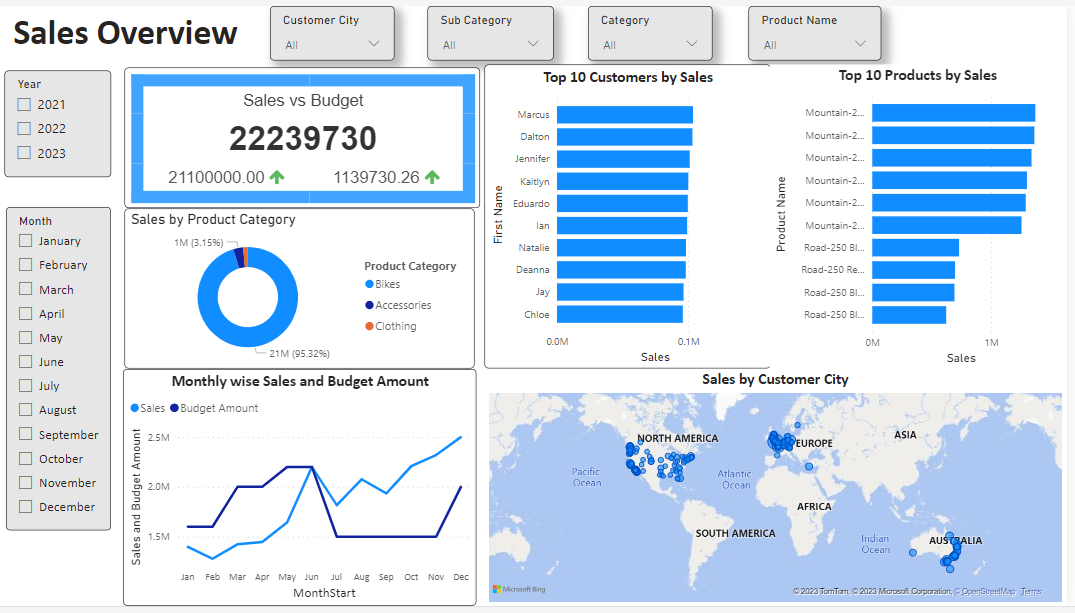 Sales Overview
Customer City
All
Sub Category
All
Category
All
Product Name
All
Year
2021
2022
2023
Month
January
February
March
April
May
June
July
August
September
October
November
December
Sales vs Budget
22239730
21100000.00 1139730.26
Sales by Product Category
1M (3.15%)
21M (95.32%)
Product Category
Bikes
Accessories
Clothing
Monthly wise Sales and Budget Amount
Sales Budget Amount
Sales and Budget Amount
2.5M
2.0M
1.5M
Jan Feb Mar Apr May Jun Jul Aug Sep Oct Nov Dec
MonthStart
Top 10 Customers by Sales
First Name
Marcus
Dalton
Jennifer
Kaitlyn
Eduardo
Ian
Natalie
Deanna
Jay
Chloe
0.0M 0.1M
Sales
Top 10 Products by Sales
Product Name
Mountain-2...
Mountain-2...
Mountain-2...
Mountain-2...
Mountain-2...
Mountain-2...
Road-250 Bl...
Road-250 Re...
Road-250 Bl...
Road-250 Bl...
0M 1M
Sales
Sales by Customer City
NORTH AMERICA
EUROPE
ASIA
Pacific
Ocean
Atlantic
Ocean
AFRICA
SOUTH AMERICA
Indian
Ocean
AUSTRALIA
Microsoft Bing
© 2023 TomTom, © 2023 Microsoft Corporation, © OpenStreetMap Terms